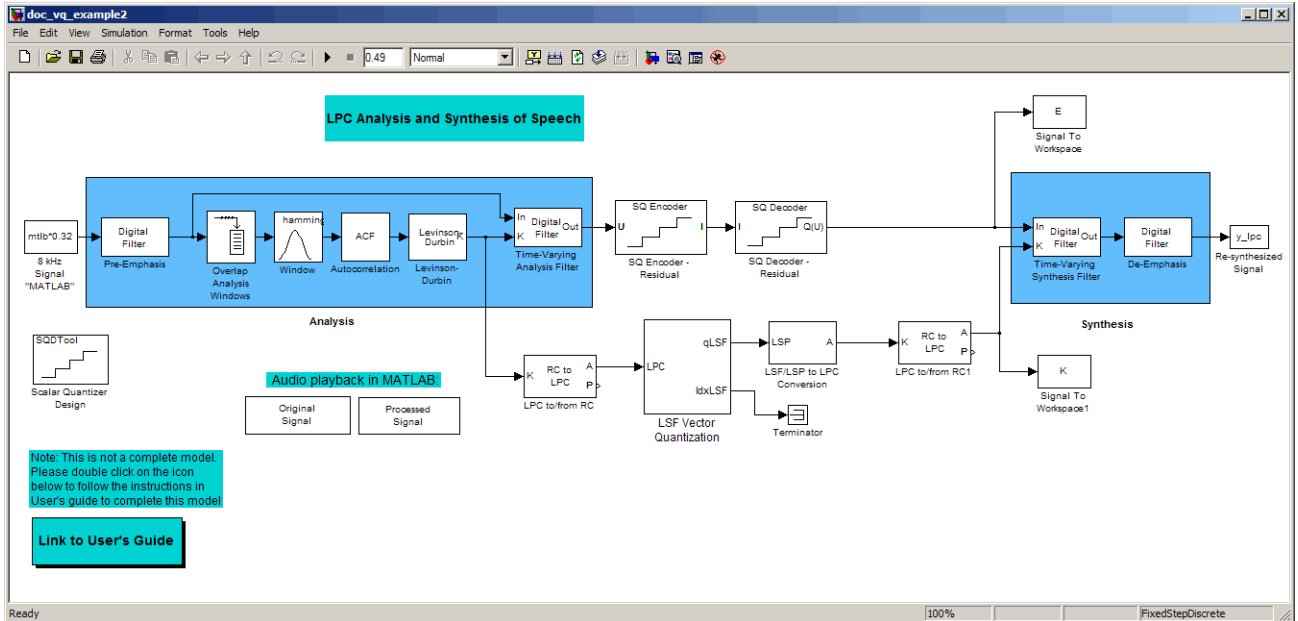 doc_vq_example2
File Edit View Simulation Format Tools Help
0.49 Normal
LPC Analysis and Synthesis of Speech
E
Signal To
Workspace
mtlb*0.32
8 kHz
Signal
"MATLAB"
Digital
Filter
Pre-Emphasis
Overlap
Analysis
Windows
hamming
Window
ACF
Autocorrelation
Levinson-
Durbin
K
Levinson-
Durbin
In
K
Digital
Filter
Out
Time-Varying
Analysis Filter
Analysis
SQ Encoder
U
I
SQ Encoder -
Residual
SQ Decoder
I
Q(U)
SQ Decoder -
Residual
In
K
Digital
Filter
Out
Time-Varying
Synthesis Filter
Digital
Filter
De-Emphasis
Synthesis
y_lpc
Re-synthesized
Signal
SQDTool
Scalar Quantizer
Design
Audio playback in MATLAB:
Original
Signal
Processed
Signal
K
RC to
LPC
A
P
LPC to/from RC
LPC
qLSF
IdxLSF
LSF Vector
Quantization
LSP
A
LSF/LSP to LPC
Conversion
Terminator
K
RC to
LPC
A
P
LPC to/from RC1
K
Signal To
Workspace1
Note: This is not a complete model.
Please double click on the icon
below to follow the instructions in
User's guide to complete this model
Link to User's Guide
Ready 100% FixedStepDiscrete